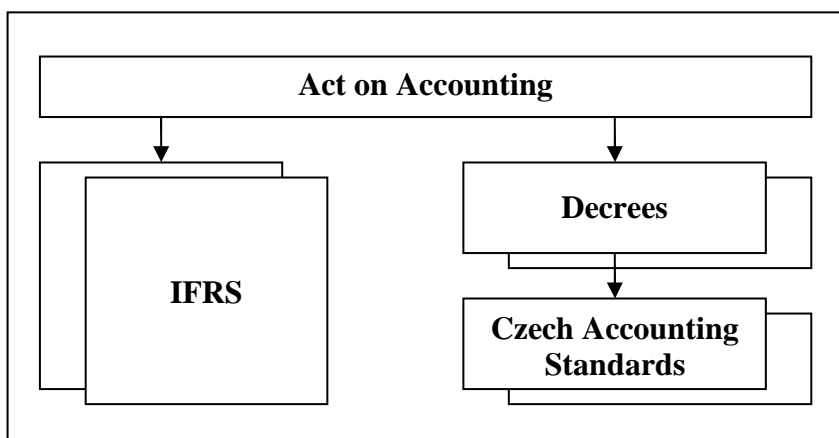 Act on Accounting
Decrees
IFRS
Czech Accounting
Standards